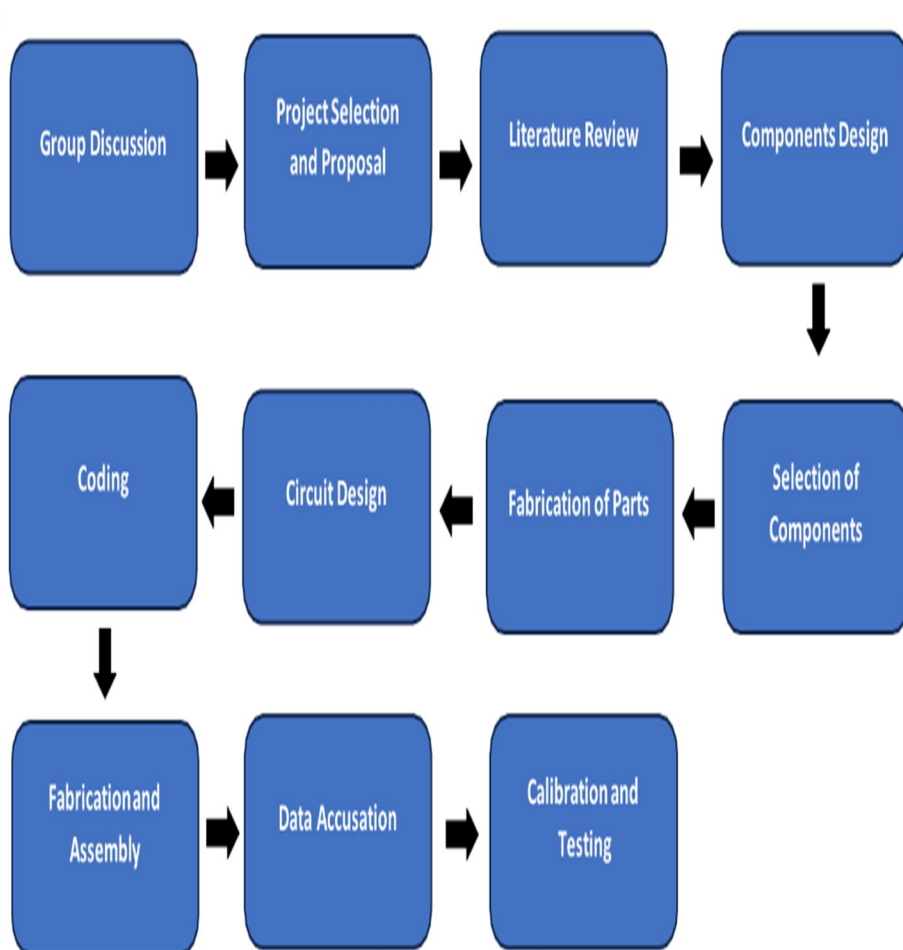 Group Discussion
Project Selection
and Proposal
Literature Review
Components Design
Selection of
Components
Fabrication of Parts
Circuit Design
Coding
Fabrication and
Assembly
Data Accusation
Calibration and
Testing